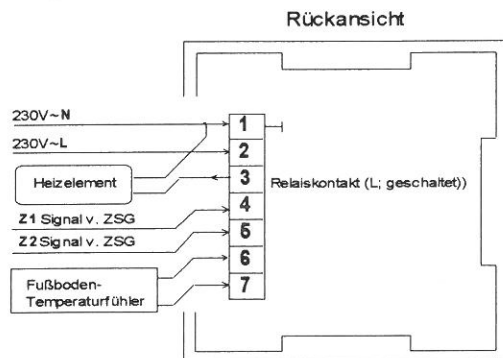 Rückansicht
230V~N
1
230V~L
2
Heizelement
3
Relaiskontakt (L; geschaltet))
Z1 Signal v. ZSG
4
Z2 Signal v. ZSG
5
6
Fußboden-
Temperaturfühler
7